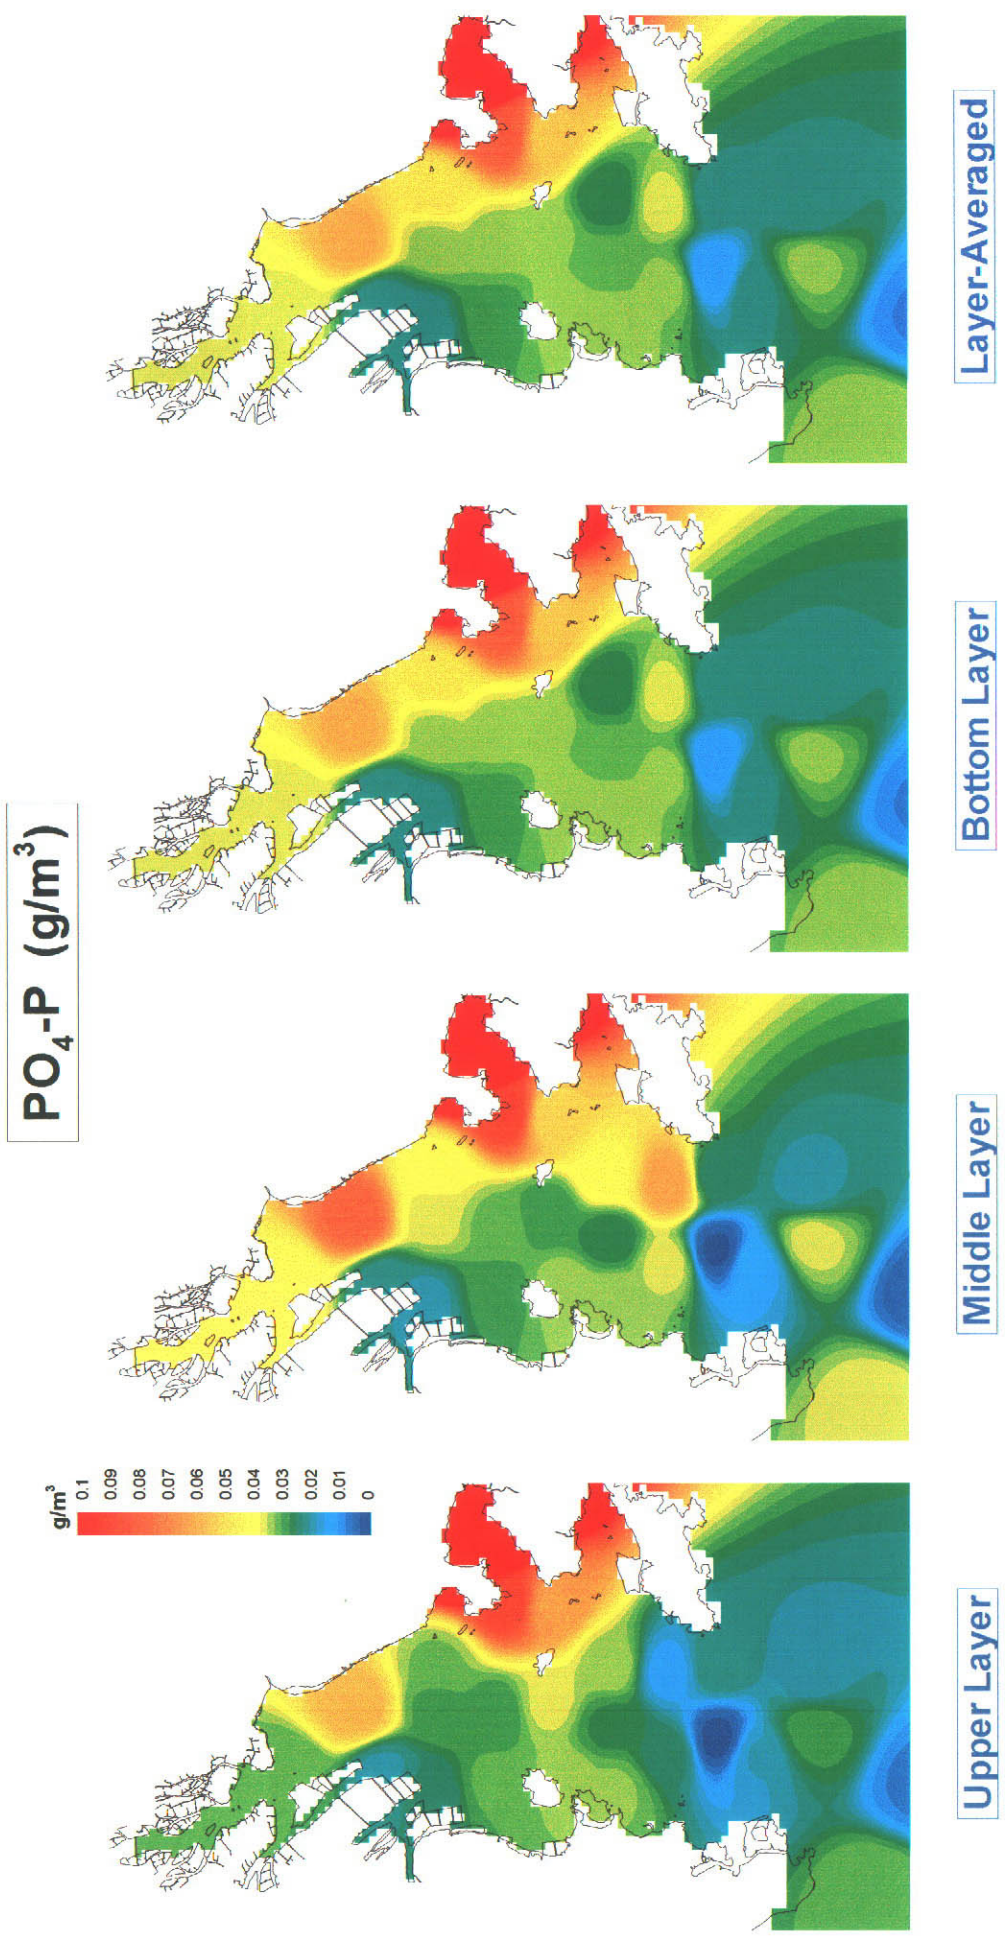 PO₄-P (g/m³)
g/m³
0.1
0.09
0.08
0.07
0.06
0.05
0.04
0.03
0.02
0.01
0
Upper Layer
Middle Layer
Bottom Layer
Layer-Averaged